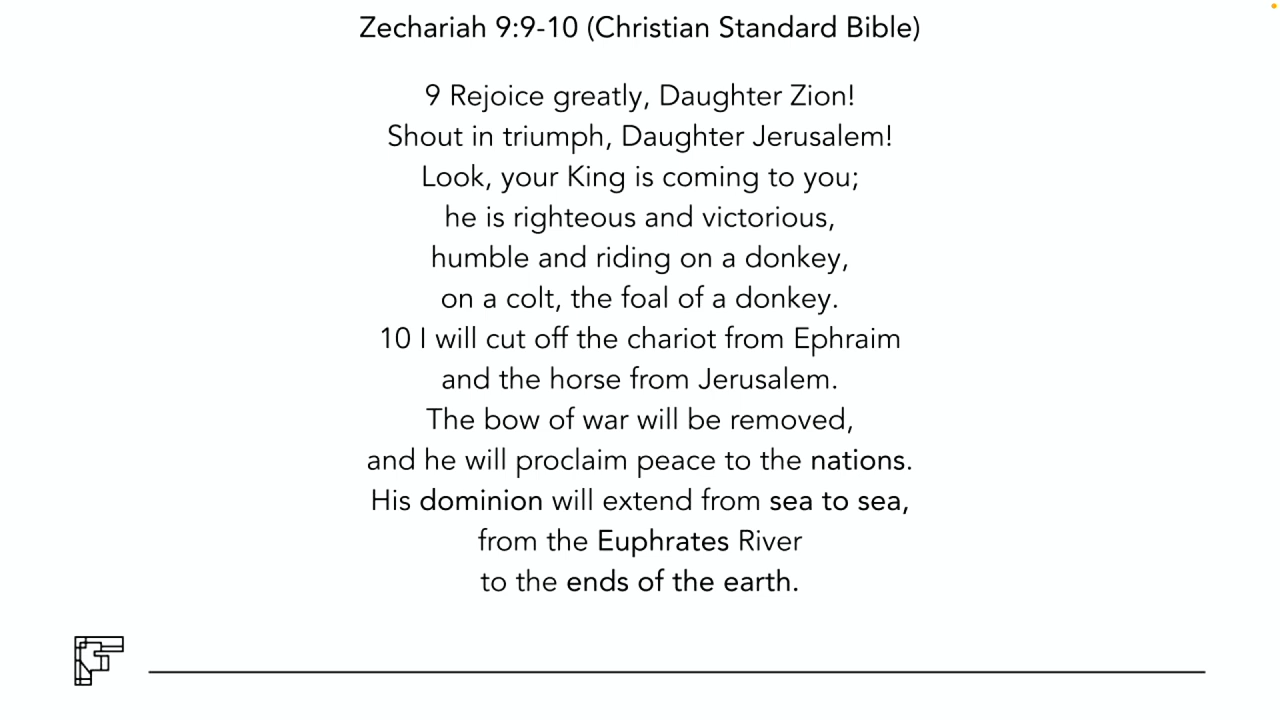 Zechariah 9:9-10 (Christian Standard Bible)
9 Rejoice greatly, Daughter Zion!
Shout in triumph, Daughter Jerusalem!
Look, your King is coming to you;
he is righteous and victorious,
humble and riding on a donkey,
on a colt, the foal of a donkey.
10 I will cut off the chariot from Ephraim
and the horse from Jerusalem.
The bow of war will be removed,
and he will proclaim peace to the nations.
His dominion will extend from sea to sea,
from the Euphrates River
to the ends of the earth.